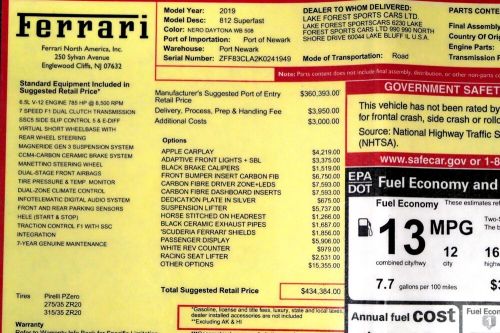 Ferrari
Ferrari North America, Inc.
250 Sylvan Avenue
Englewood Cliffs, NJ 07632
Model Year: 2019
Model Desc: 812 Superfast
Color: NERO DAYTONA WB 508
Port of Importation: Port of Newark
Warehouse: Port Newark
Serial Number: ZFF83CLA2K0241949
DEALER TO WHOM DELIVERED:
LAKE FOREST SPORTS CARS LTD.
LAKE FOREST SPORTSCARS 6230 LAKE
FOREST SPORTS CARS LTD 990 990 NORTH
SHORE DRIVE 60044 LAKE BLUFF IL U.S.A.
Mode of Transportation: Road
PARTS CONT
Final Assembly
Country Of Orig
Engine Parts:
Transmission P
Note: Parts content does not include final assembly, distribution, or other non-parts
Standard Equipment Included in
Suggested Retail Price*
6.5L V-12 ENGINE 785 HP @ 8,500 RPM
7 SPEED F1 DUAL CLUTCH TRANSMISSION
SSC5 SIDE SLIP CONTROL 5 & E-DIFF
VIRTUAL SHORT WHEELBASE WITH
REAR WHEEL STEERING
MAGNERIDE GEN 3 SUSPENSION SYSTEM
CCM4-CARBON CERAMIC BRAKE SYSTEM
MANETTINO STEERING WHEEL
DUAL-STAGE FRONT AIRBAGS
TIRE PRESSURE & TEMP MONITOR
DUAL-ZONE CLIMATE CONTROL
INFOTELEMATIC DIGITAL AUDIO SYSTEM
FRONT AND REAR PARKING SENSORS
HELE (START & STOP)
TRACTION CONTROL F1 WITH SSC
INTEGRATION
7-YEAR GENUINE MAINTENANCE
Tires Pirelli PZero
275/35 ZR20
315/35 ZR20
Warranty
Manufacturer's Suggested Port of Entry
Retail Price $360,393.00*
Delivery, Process, Prep & Handling Fee $3,950.00
Additional Costs $3,000.00
Options
APPLE CARPLAY $4,219.00
ADAPTIVE FRONT LIGHTS + SBL $3,375.00
BLACK BRAKE CALIPERS $1,519.00
FRONT BUMPER INSERT CARBON FIB $6,750.00
CARBON FIBRE DRIVER ZONE+LEDS $7,593.00
CARBON FIBRE DASHBOARD INSERTS $7,930.00
DEDICATION PLATE IN SILVER $675.00
SUSPENSION LIFTER $5,737.00
HORSE STITCHED ON HEADREST $1,266.00
BLACK CERAMIC EXHAUST PIPES $1,687.00
'SCUDERIA FERRARI' SHIELDS $1,856.00
PASSENGER DISPLAY $5,906.00
WHITE REV COUNTER $979.00
RACING SEAT LIFTER $2,531.00
OTHER OPTIONS $15,355.00
Total Suggested Retail Price* $434,384.00
*Gasoline, license and title fees, luxury, state and local taxes,
dealer installed accessories are not included
**Excluding AK & HI
GOVERNMENT SAFET
This vehicle has not been rated by
for frontal crash, side crash or rollo
Source: National Highway Traffic S
(NHTSA).
www.safecar.gov or 1-8
EPA
DOT
Fuel Economy and
Fuel Economy
These estimates refle
13 MPG
combined city/hwy
12
city
16
7.7 gallons per 100 miles
Annual fuel cost
Fuel Econo